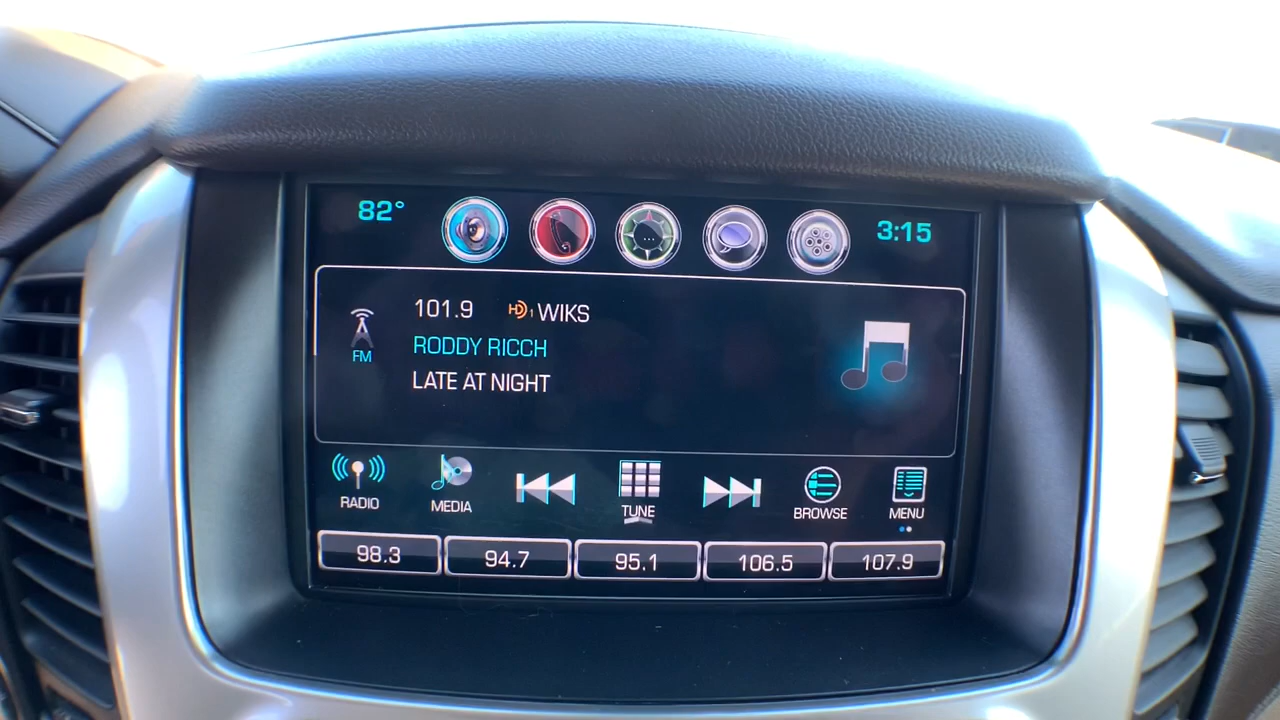 82°
3:15
101.9 HD1 WIKS
FM
RODDY RICCH
LATE AT NIGHT
RADIO
MEDIA
TUNE
BROWSE
MENU
98.3
94.7
95.1
106.5
107.9